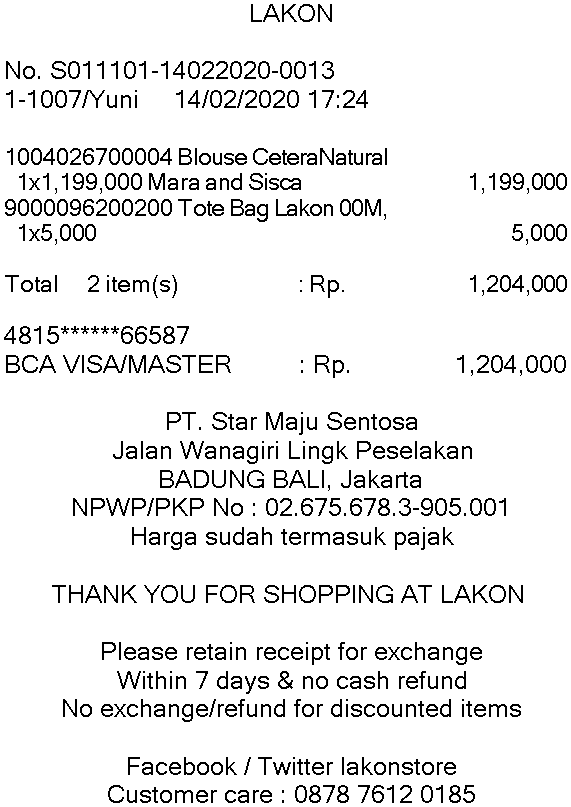 LAKON
No. S011101-14022020-0013
1-1007/Yuni 14/02/2020 17:24
1004026700004 Blouse CeteraNatural
1x1,199,000 Mara and Sisca 1,199,000
9000096200200 Tote Bag Lakon 00M,
1x5,000 5,000
Total 2 item(s) : Rp. 1,204,000
4815******66587
BCA VISA/MASTER : Rp. 1,204,000
PT. Star Maju Sentosa
Jalan Wanagiri Lingk Peselakan
BADUNG BALI, Jakarta
NPWP/PKP No : 02.675.678.3-905.001
Harga sudah termasuk pajak
THANK YOU FOR SHOPPING AT LAKON
Please retain receipt for exchange
Within 7 days & no cash refund
No exchange/refund for discounted items
Facebook / Twitter lakonstore
Customer care : 0878 7612 0185